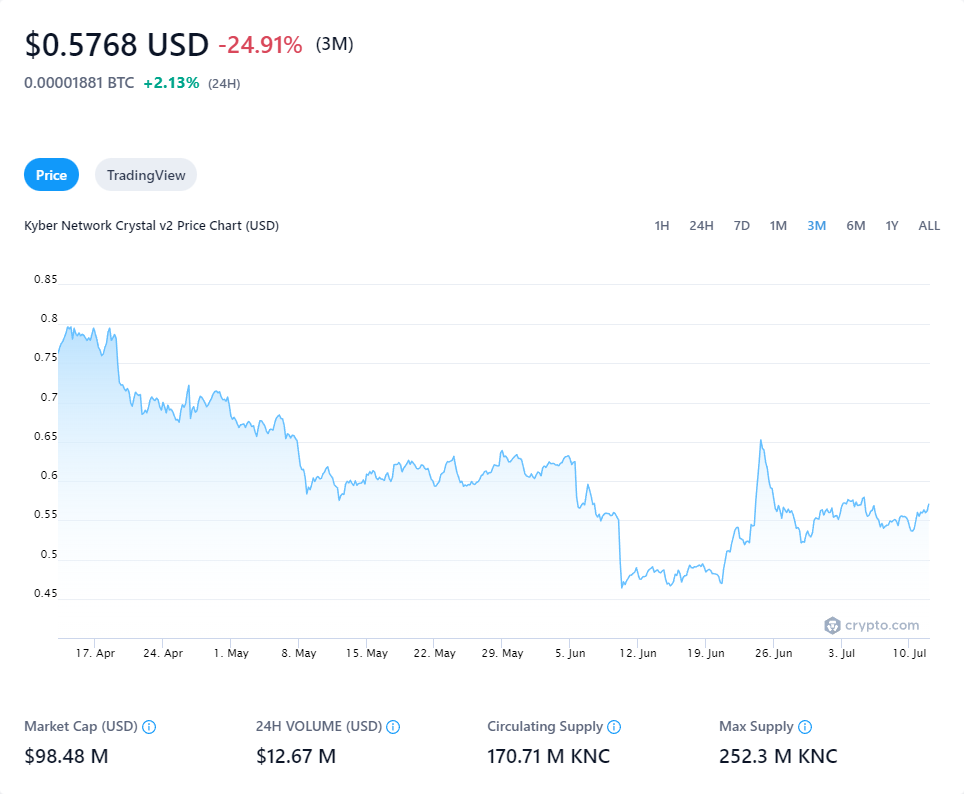 $0.5768 USD -24.91% (3M)
0.00001881 BTC +2.13% (24H)
Price TradingView
Kyber Network Crystal v2 Price Chart (USD) 1H 24H 7D 1M 3M 6M 1Y ALL
0.85
0.8
0.75
0.7
0.65
0.6
0.55
0.5
0.45
crypto.com
17. Apr 24. Apr 1. May 8. May 15. May 22. May 29. May 5. Jun 12. Jun 19. Jun 26. Jun 3. Jul 10. Jul
Market Cap (USD) 24H VOLUME (USD) Circulating Supply Max Supply
$98.48 M $12.67 M 170.71 M KNC 252.3 M KNC